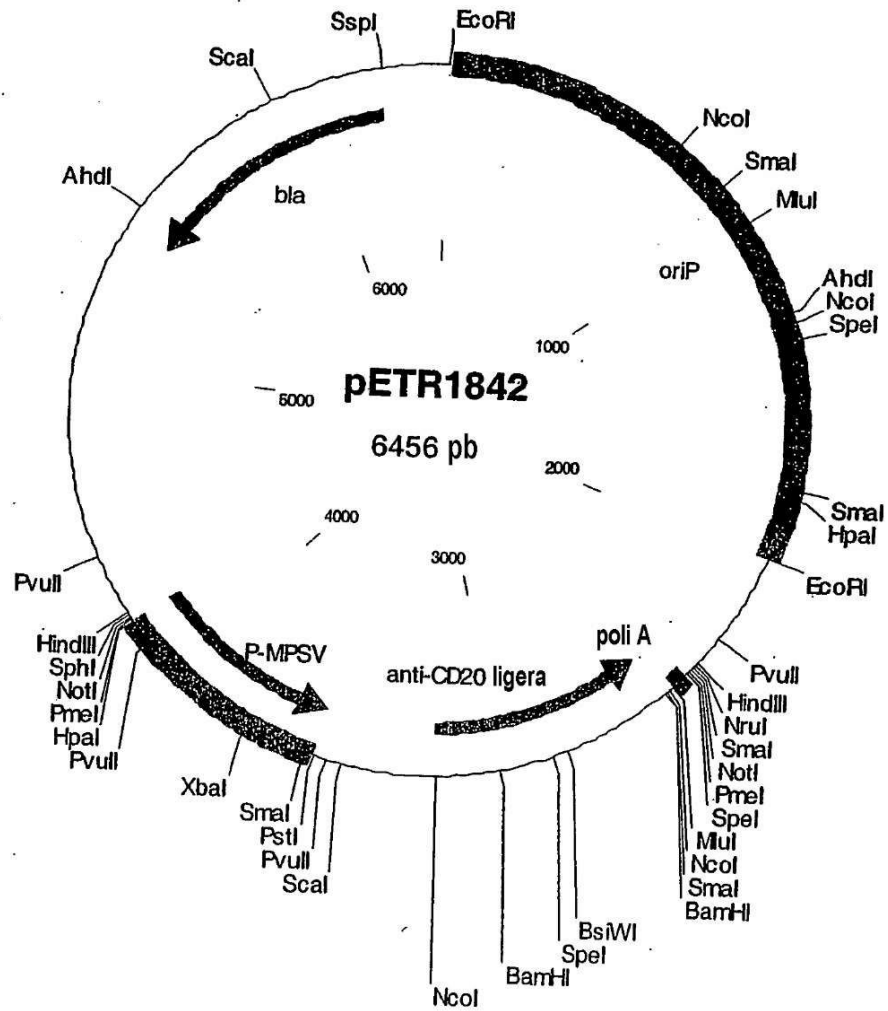 SspI
EcoRI
ScaI
NcoI
SmaI
AhdI
MluI
bla
oriP
AhdI
NcoI
SpeI
6000
1000
pETR1842
5000
6456 pb
2000
4000
SmaI
HpaI
3000
EcoRI
PvuII
poli A
P-MPSV
anti-CD20 ligera
PvuII
HindIII
SphI
NotI
PmeI
HpaI
PvuII
HindIII
NruI
SmaI
NotI
PmeI
SpeI
XbaI
SmaI
PstI
PvuII
ScaI
MluI
NcoI
SmaI
BamHI
BsiWI
SpeI
BamHI
NcoI